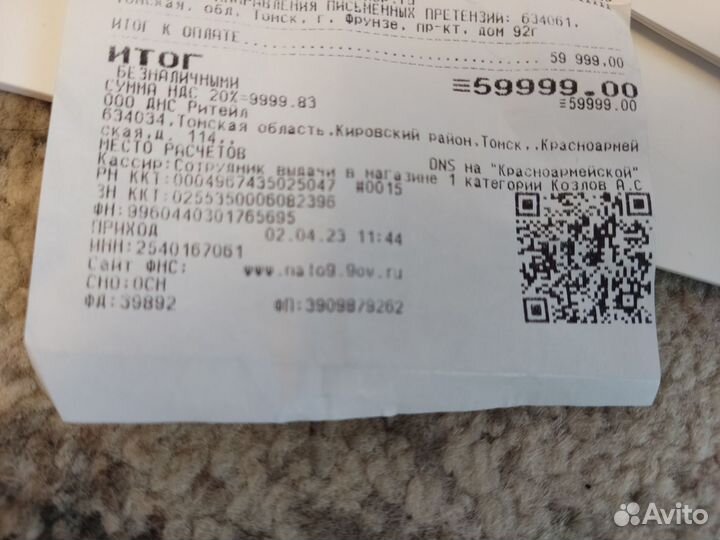 НАПРАВЛЕНИЯ ПИСЬМЕННЫХ ПРЕТЕНЗИЙ: 634061,
Томская, обл. Томск, г. Фрунзе, пр-кт, дом 92г
ИТОГ К ОПЛАТЕ 59 999.00
ИТОГ ≡59999.00
БЕЗНАЛИЧНЫМИ ≡59999.00
СУММА НДС 20%=9999.83
ООО ДНС Ритейл
634034,Томская область,Кировский район,Томск,,Красноармей
ская,д. 114,,
МЕСТО РАСЧЕТОВ DNS на "Красноармейской"
Кассир:Сотрудник выдачи в магазине 1 категории Козлов А.С
РН ККТ:0004967435025047 #0015
ЗН ККТ:0255350006082396
ФН:9960440301765695
ПРИХОД 02.04.23 11:44
ИНН:2540167061
Сайт ФНС: www.nalog.gov.ru
СНО:ОСН
ФД:39892 ФП:3909879262
Avito